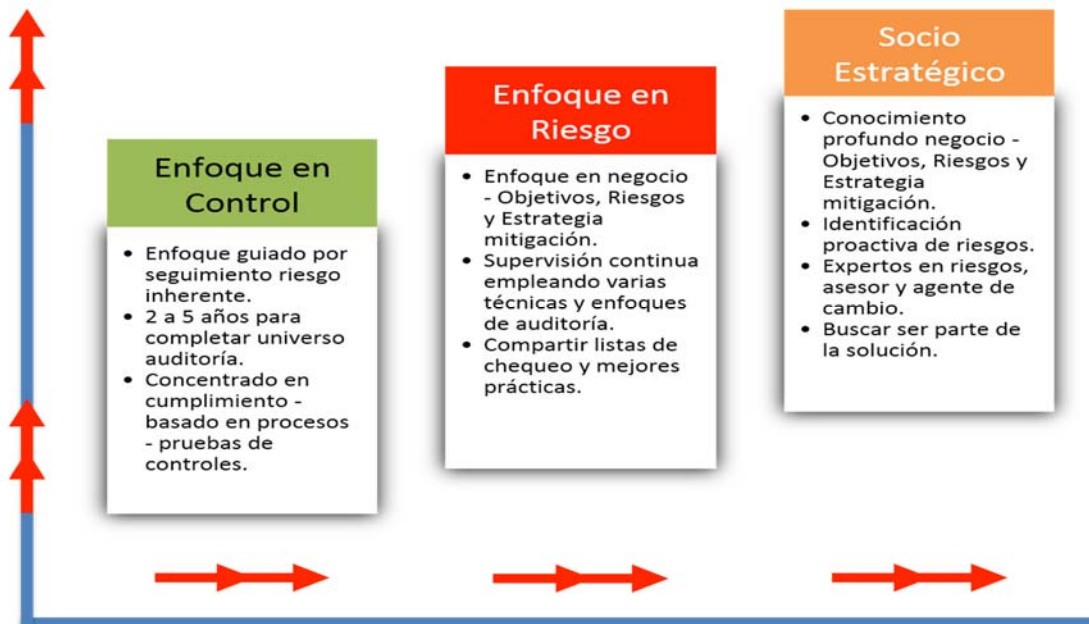 Enfoque en
Control
• Enfoque guiado por
seguimiento riesgo
inherente.
• 2 a 5 años para
completar universo
auditoría.
• Concentrado en
cumplimiento -
basado en procesos
- pruebas de
controles.
Enfoque en
Riesgo
• Enfoque en negocio
- Objetivos, Riesgos
y Estrategia
mitigación.
• Supervisión continua
empleando varias
técnicas y enfoques
de auditoría.
• Compartir listas de
chequeo y mejores
prácticas.
Socio
Estratégico
• Conocimiento
profundo negocio -
Objetivos, Riesgos y
Estrategia
mitigación.
• Identificación
proactiva de riesgos.
• Expertos en riesgos,
asesor y agente de
cambio.
• Buscar ser parte de
la solución.